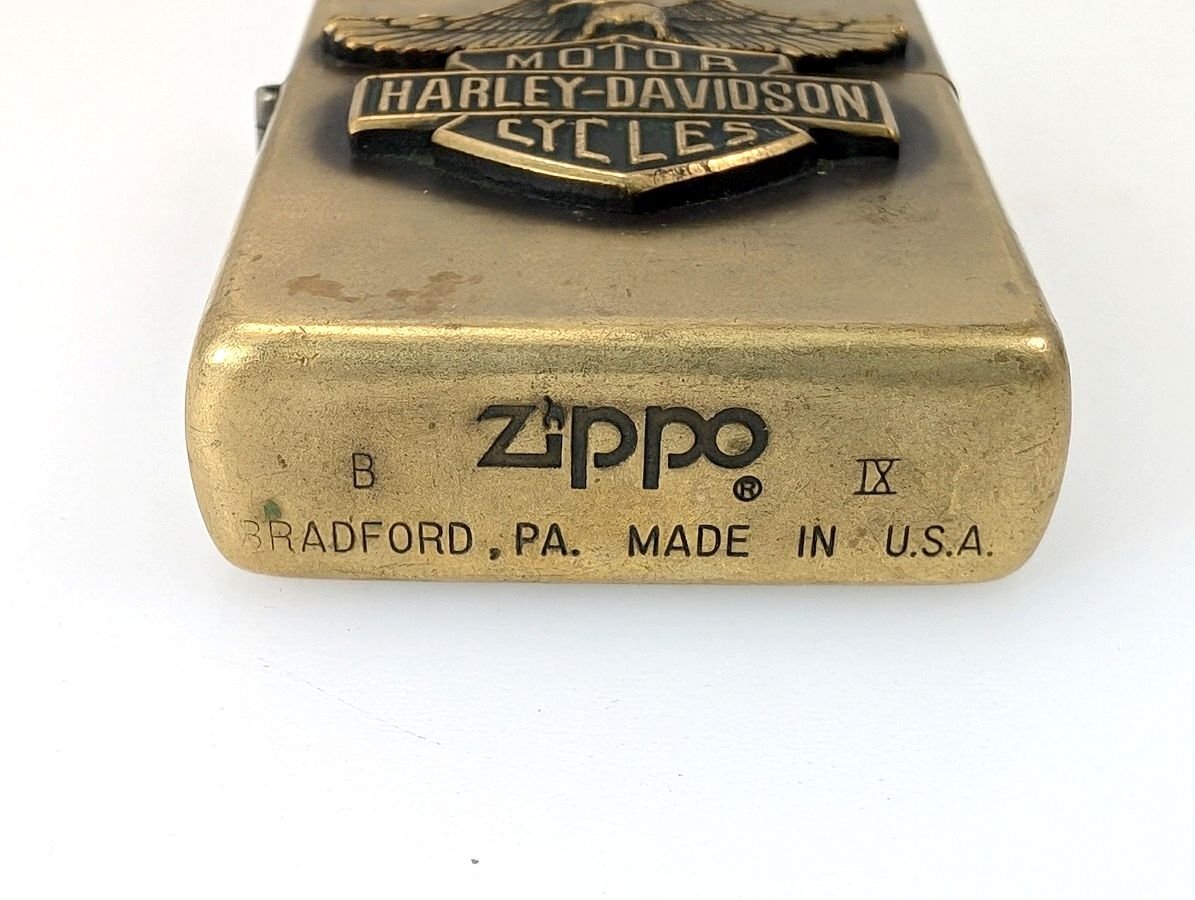 MOTOR
HARLEY-DAVIDSON
CYCLES
Zippo ®
B IX
BRADFORD, PA. MADE IN U.S.A.